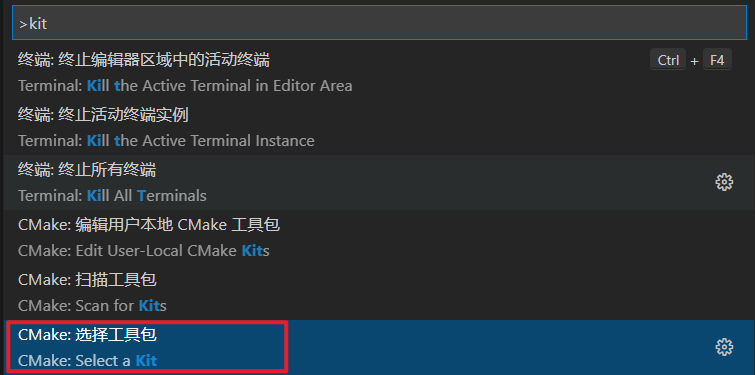 >kit
终端: 终止编辑器区域中的活动终端
Ctrl + F4
Terminal: Kill the Active Terminal in Editor Area
终端: 终止活动终端实例
Terminal: Kill the Active Terminal Instance
终端: 终止所有终端
Terminal: Kill All Terminals
CMake: 编辑用户本地 CMake 工具包
CMake: Edit User-Local CMake Kits
CMake: 扫描工具包
CMake: Scan for Kits
CMake: 选择工具包
CMake: Select a Kit